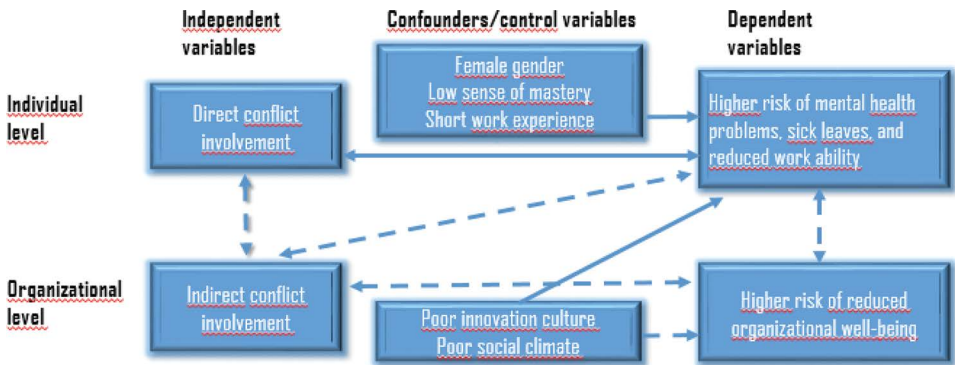 Independent
variables
Confounders/control variables
Dependent
variables
Individual
level
Direct conflict
involvement
Female gender
Low sense of mastery
Short work experience
Higher risk of mental health
problems, sick leaves, and
reduced work ability
Organizational
level
Indirect conflict
involvement
Poor innovation culture
Poor social climate
Higher risk of reduced
organizational well-being